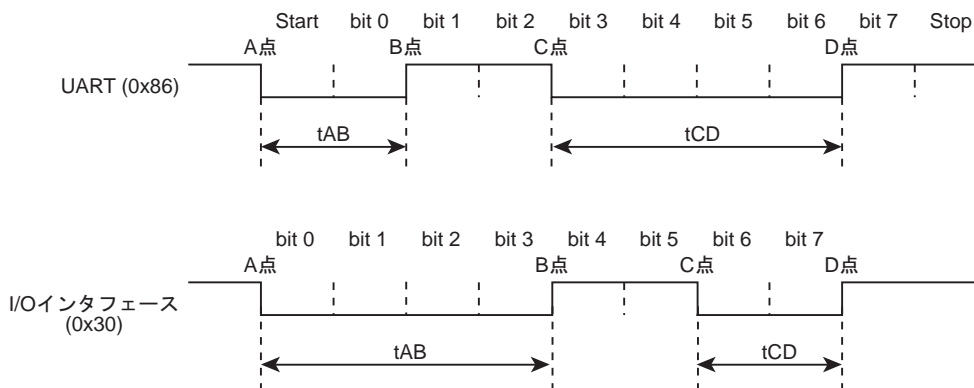 Start bit 0 bit 1 bit 2 bit 3 bit 4 bit 5 bit 6 bit 7 Stop
A点 B点 C点 D点
UART (0x86)
tAB tCD
bit 0 bit 1 bit 2 bit 3 bit 4 bit 5 bit 6 bit 7
A点 B点 C点 D点
I/Oインタフェース
(0x30)
tAB tCD